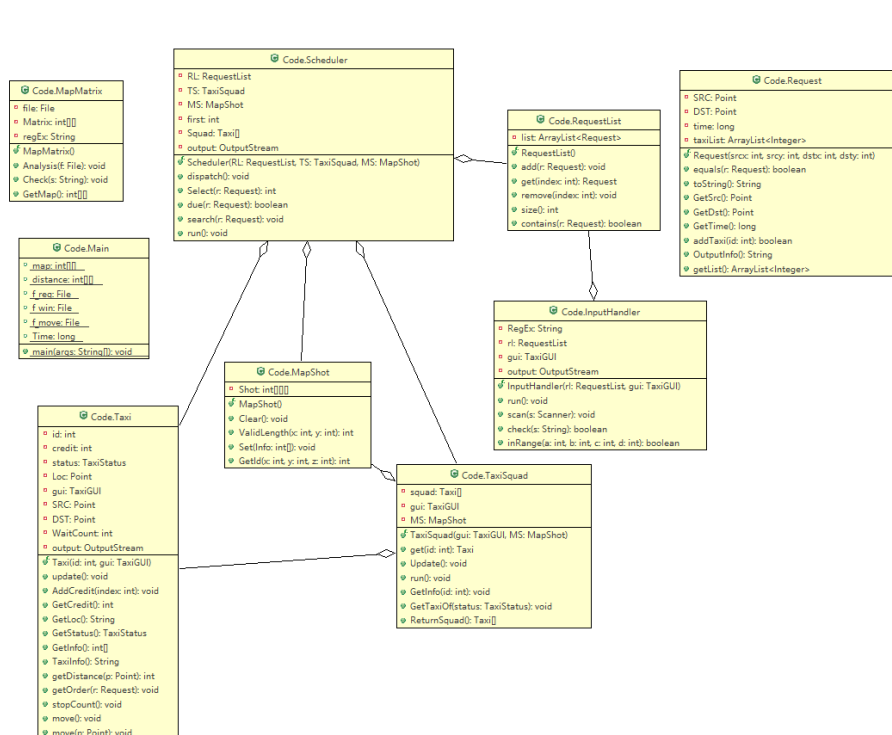 Code.MapMatrix
file: File
Matrix: int[][]
regEx: String
MapMatrix()
Analysis(f: File): void
Check(s: String): void
GetMap(): int[][]
Code.Scheduler
RL: RequestList
TS: TaxiSquad
MS: MapShot
first: int
Squad: Taxi[]
output: OutputStream
Scheduler(RL: RequestList, TS: TaxiSquad, MS: MapShot)
dispatch(): void
Select(r: Request): int
due(r: Request): boolean
search(r: Request): void
run(): void
Code.RequestList
list: ArrayList<Request>
RequestList()
add(r: Request): void
get(index: int): Request
remove(index: int): void
size(): int
contains(r: Request): boolean
Code.Request
SRC: Point
DST: Point
time: long
taxiList: ArrayList<Integer>
Request(srcx: int, srcy: int, dstx: int, dsty: int)
equals(r: Request): boolean
toString(): String
GetSrc(): Point
GetDst(): Point
GetTime(): long
addTaxi(id: int): boolean
OutputInfo(): String
getList(): ArrayList<Integer>
Code.Main
map: int[][]
distance: int[][]
f_req: File
f_win: File
f_move: File
Time: long
main(args: String[]): void
Code.InputHandler
RegEx: String
rl: RequestList
gui: TaxiGUI
output: OutputStream
InputHandler(rl: RequestList, gui: TaxiGUI)
run(): void
scan(s: Scanner): void
check(s: String): boolean
inRange(a: int, b: int, c: int, d: int): boolean
Code.MapShot
Shot: int[][][]
MapShot()
Clear(): void
ValidLength(x: int, y: int): int
Set(Info: int[]): void
GetId(x: int, y: int, z: int): int
Code.Taxi
id: int
credit: int
status: TaxiStatus
Loc: Point
gui: TaxiGUI
SRC: Point
DST: Point
WaitCount: int
output: OutputStream
Taxi(id: int, gui: TaxiGUI)
update(): void
AddCredit(index: int): void
GetCredit(): int
GetLoc(): String
GetStatus(): TaxiStatus
GetInfo(): int[]
TaxiInfo(): String
getDistance(p: Point): int
getOrder(r: Request): void
stopCount(): void
move(): void
move(p: Point): void
Code.TaxiSquad
squad: Taxi[]
gui: TaxiGUI
MS: MapShot
TaxiSquad(gui: TaxiGUI, MS: MapShot)
get(id: int): Taxi
Update(): void
run(): void
GetInfo(id: int): void
GetTaxiOf(status: TaxiStatus): void
ReturnSquad(): Taxi[]